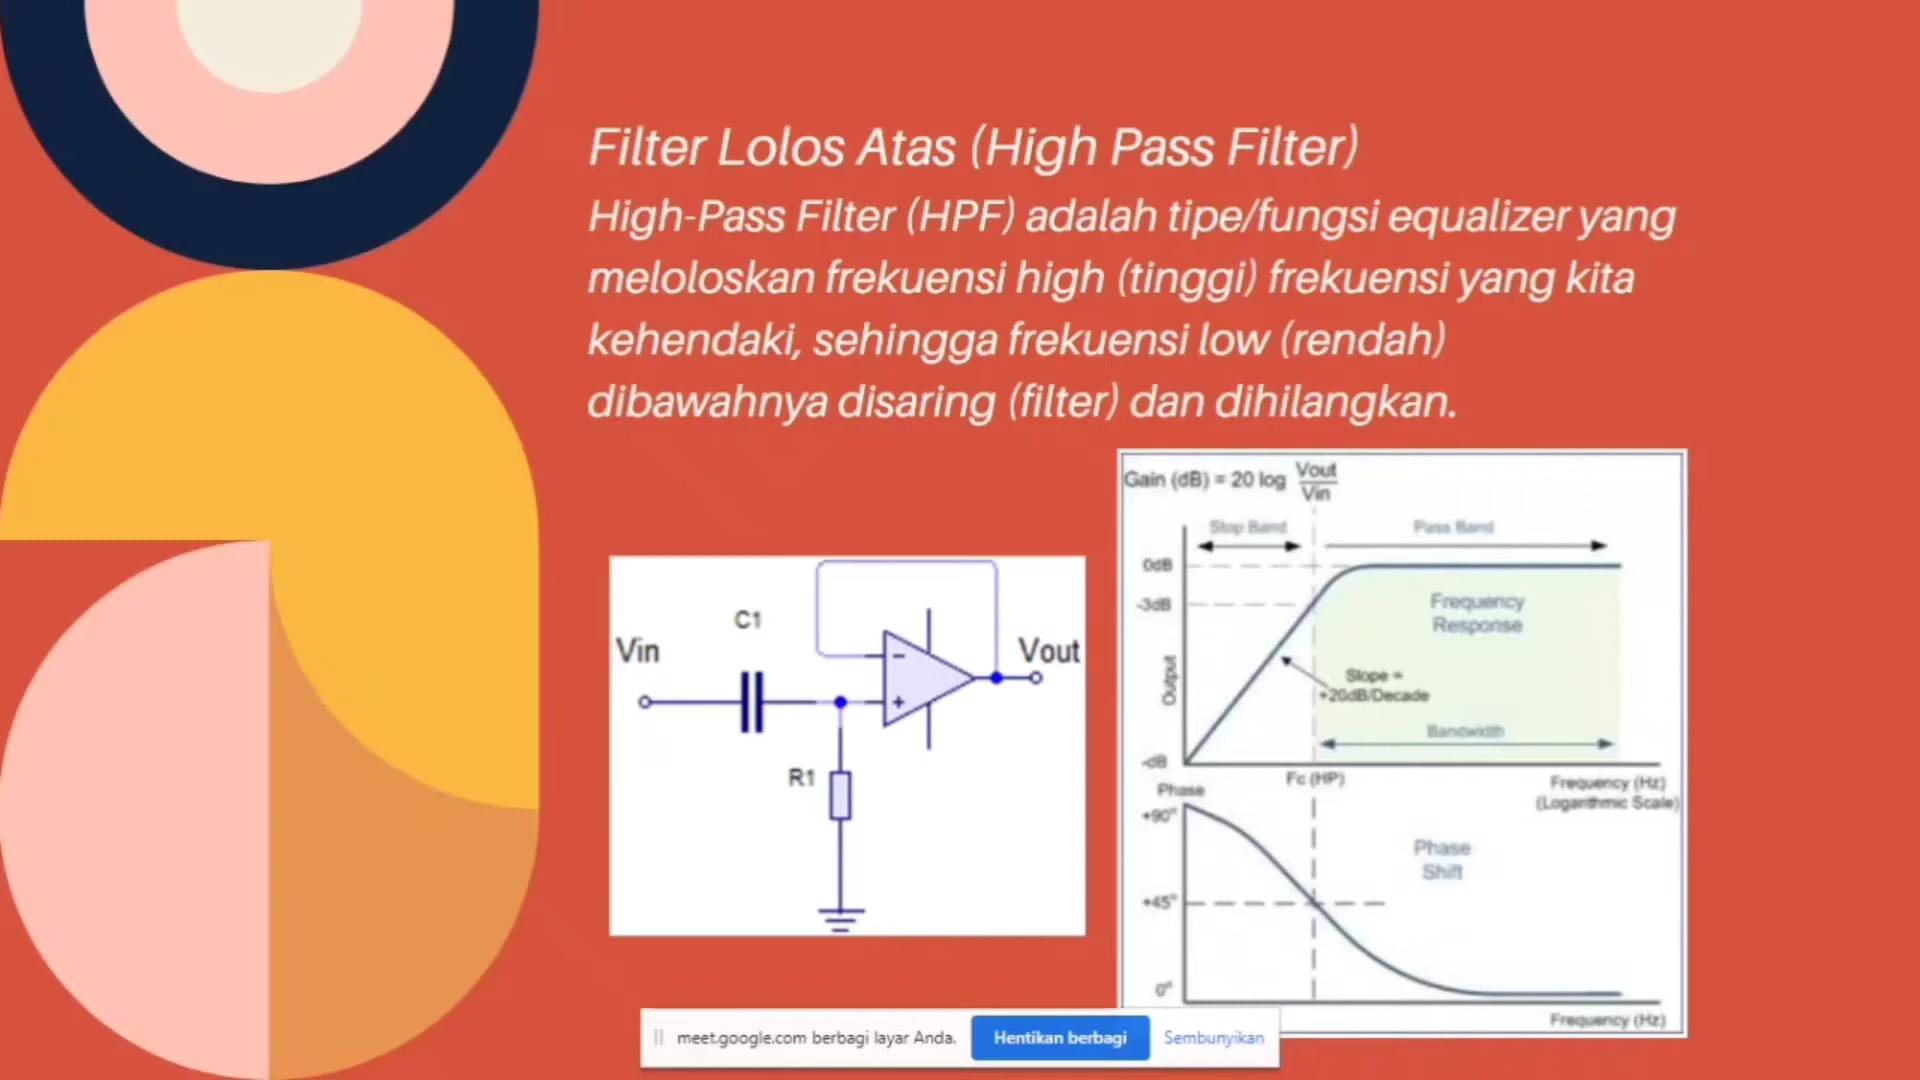 Filter Lolos Atas (High Pass Filter)
High-Pass Filter (HPF) adalah tipe/fungsi equalizer yang
meloloskan frekuensi high (tinggi) frekuensi yang kita
kehendaki, sehingga frekuensi low (rendah)
dibawahnya disaring (filter) dan dihilangkan.
Vin
C1
R1
-
+
Vout
Gain (dB) = 20 log Vout
Vin
Stop Band
Pass Band
0dB
-3dB
Frequency
Response
Output
Slope =
+20dB/Decade
Bandwidth
-dB
Fc (HP)
Frequency (Hz)
(Logarithmic Scale)
Phase
+90°
Phase
Shift
+45°
0°
Frequency (Hz)
meet.google.com berbagi layar Anda.
Hentikan berbagi
Sembunyikan